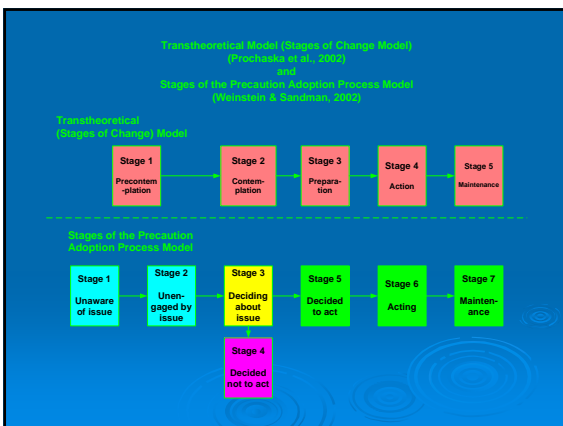 Transtheoretical Model (Stages of Change Model)
(Prochaska et al., 2002)
and
Stages of the Precaution Adoption Process Model
(Weinstein & Sandman, 2002)
Transtheoretical
(Stages of Change) Model
Stage 1
Precontem
-plation
Stage 2
Contem-
plation
Stage 3
Prepara-
tion
Stage 4
Action
Stage 5
Maintenance
Stages of the Precaution
Adoption Process Model
Stage 1
Unaware
of issue
Stage 2
Unen-
gaged by
issue
Stage 3
Deciding
about
issue
Stage 5
Decided
to act
Stage 6
Acting
Stage 7
Mainten-
ance
Stage 4
Decided
not to act